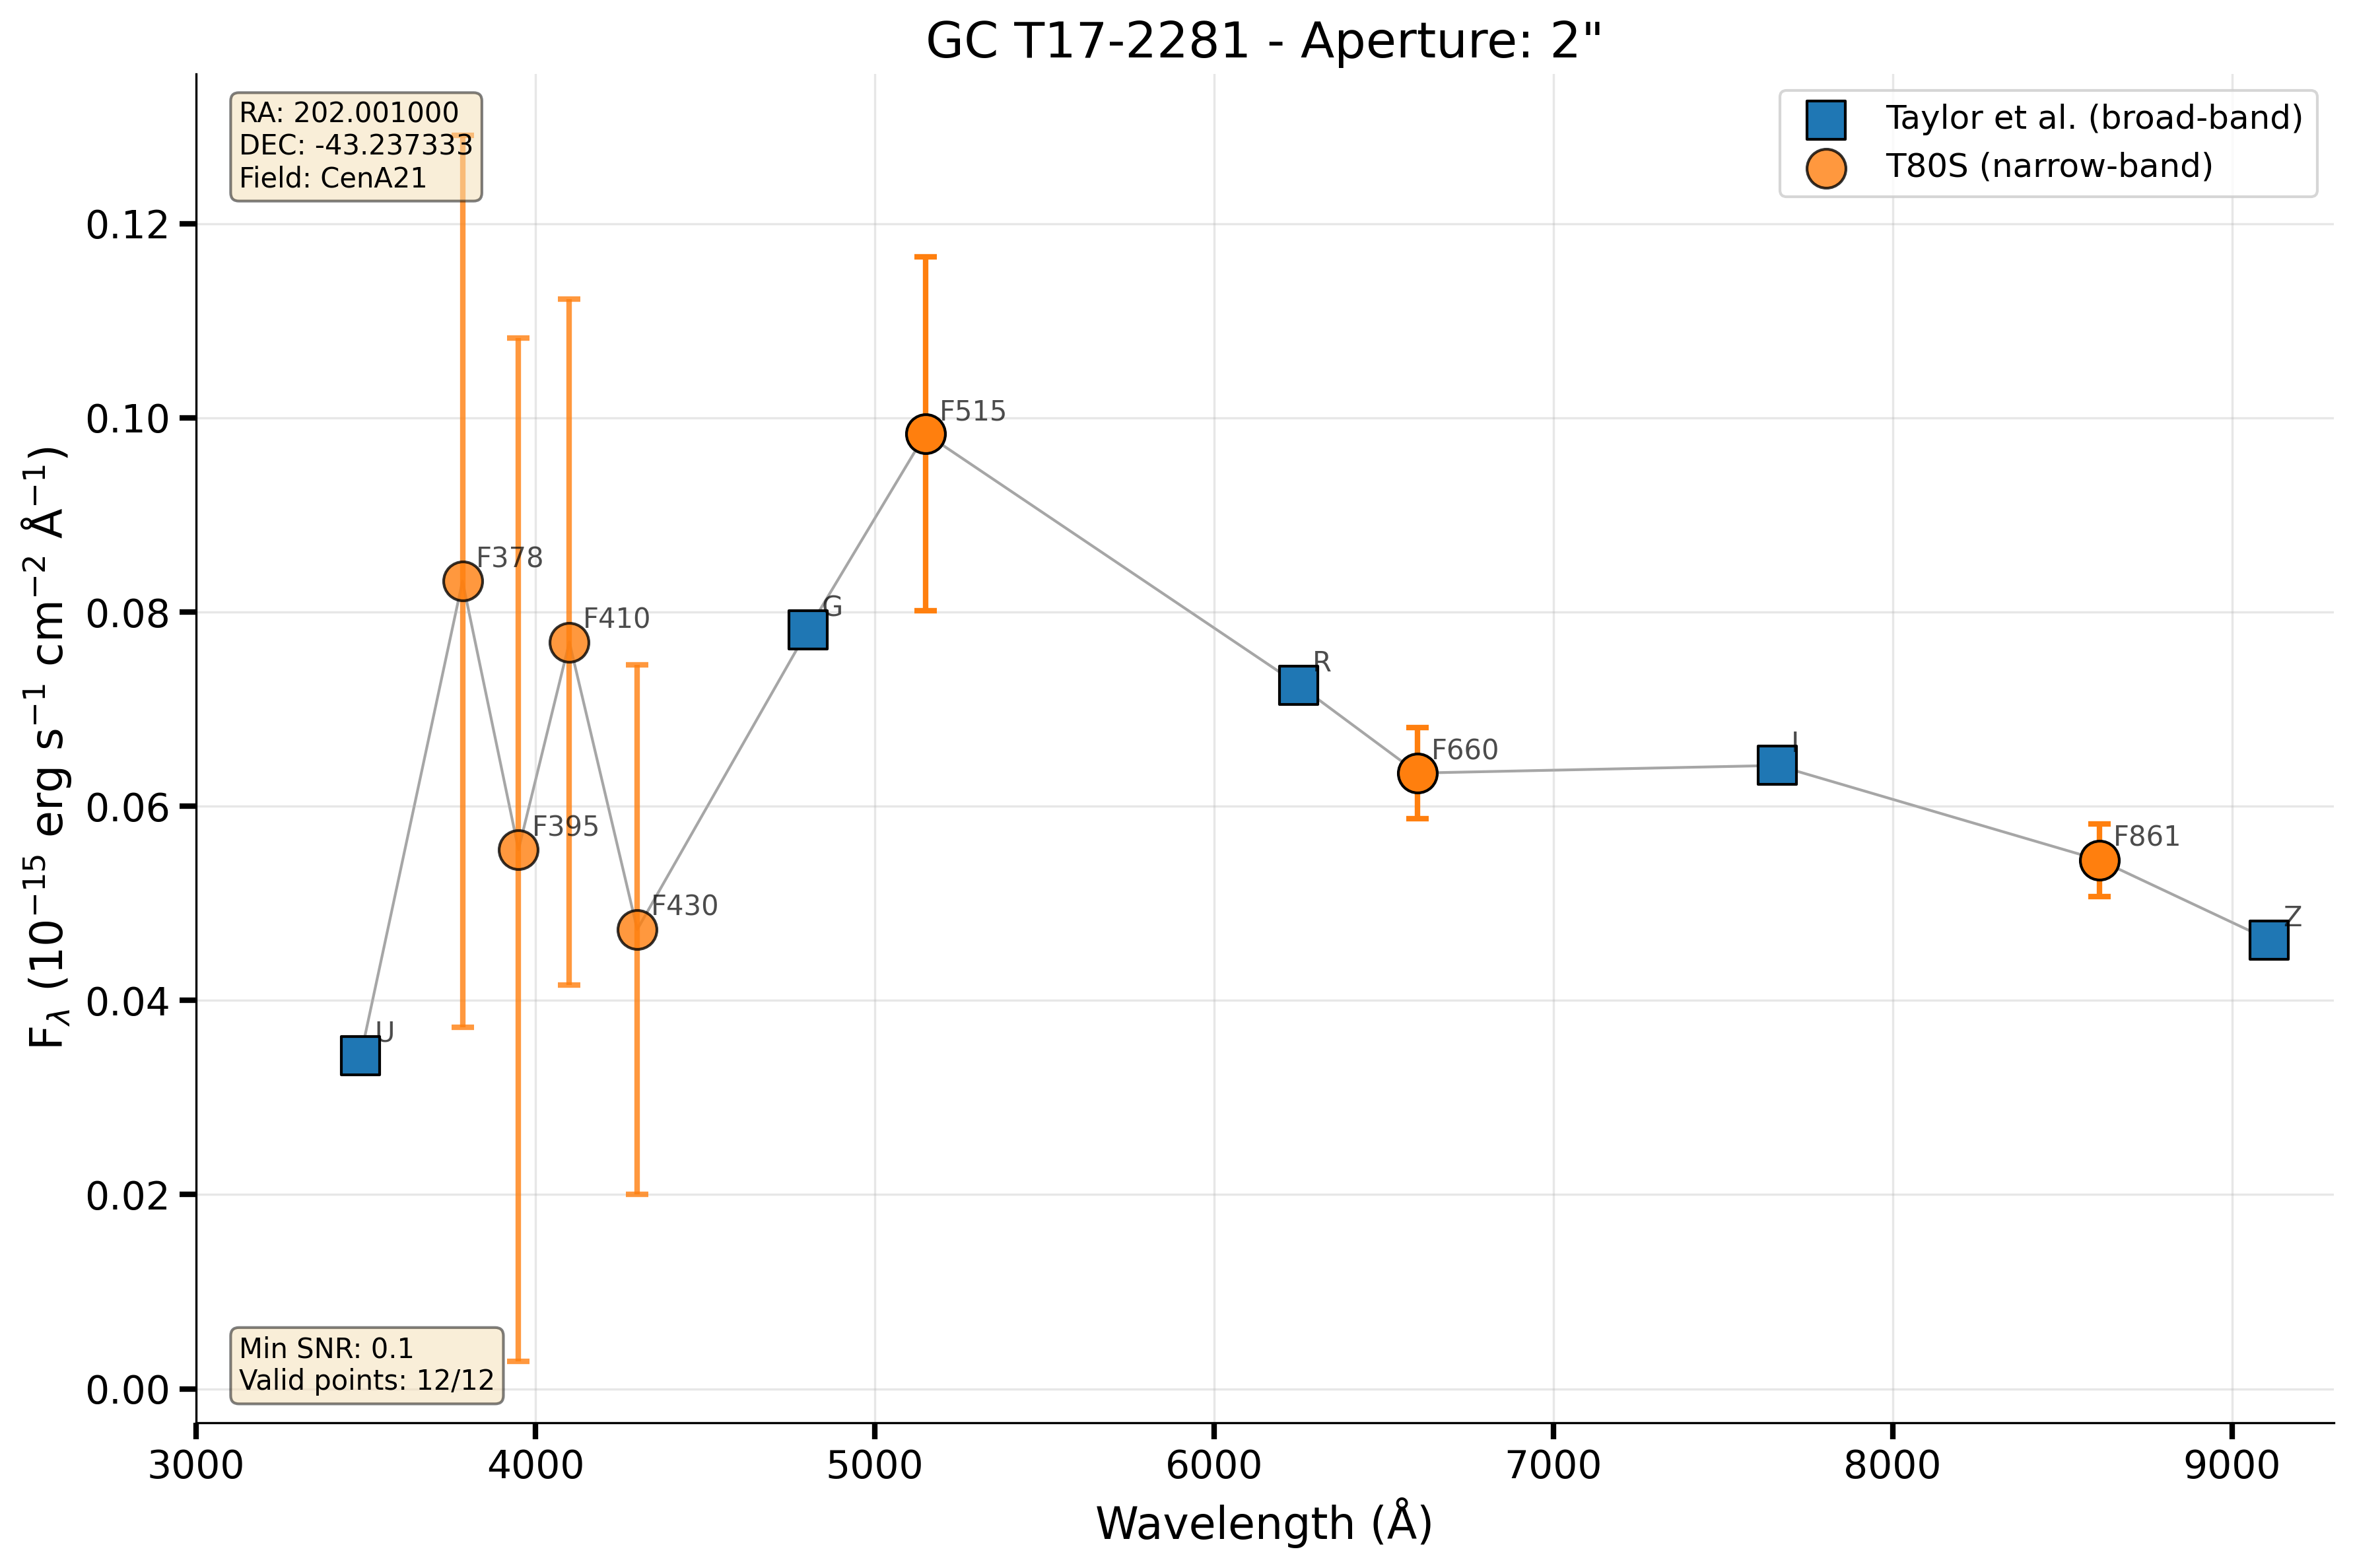 GC T17-2281 - Aperture: 2"
RA: 202.001000
DEC: -43.237333
Field: CenA21
Taylor et al. (broad-band)
T80S (narrow-band)
F_λ (10⁻¹⁵ erg s⁻¹ cm⁻² Å⁻¹)
0.12
0.10
0.08
0.06
0.04
0.02
0.00
U
F378
F395
F410
F430
G
F515
R
F660
I
F861
Z
Min SNR: 0.1
Valid points: 12/12
3000 4000 5000 6000 7000 8000 9000
Wavelength (Å)